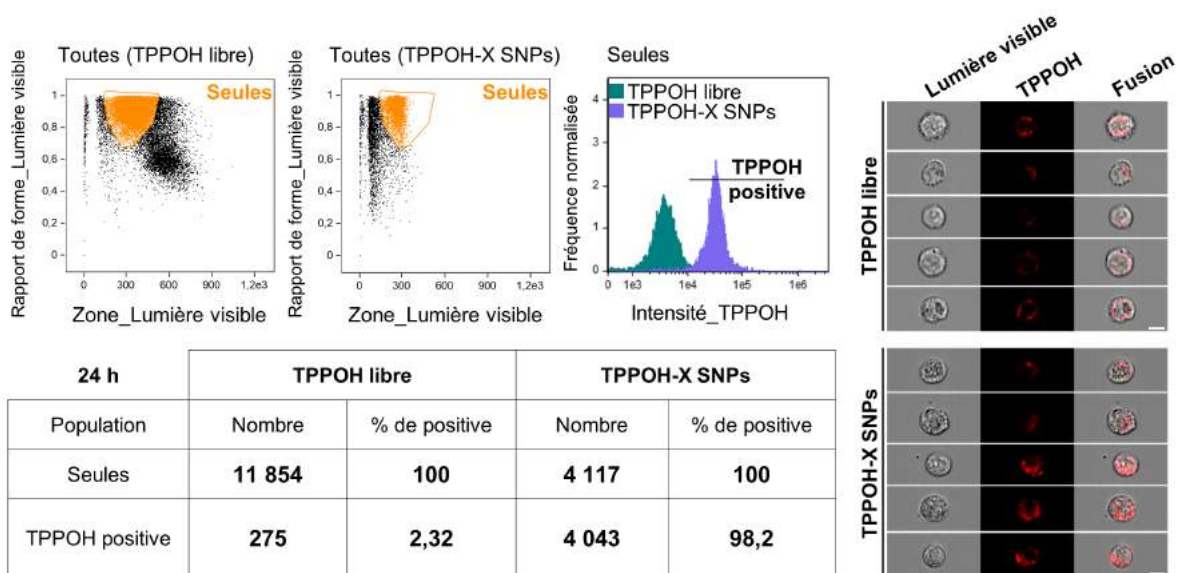 Toutes (TPPOH libre)
Rapport de forme_Lumière visible
Seules
1
0,8
0,6
0,4
0,2
0
0 300 600 900 1,2e3
Zone_Lumière visible
Toutes (TPPOH-X SNPs)
Rapport de forme_Lumière visible
Seules
1
0,8
0,6
0,4
0,2
0
0 300 600 900 1,2e3
Zone_Lumière visible
Seules
Fréquence normalisée
TPPOH libre
TPPOH-X SNPs
TPPOH
positive
4
3
2
1
0
0 1e3 1e4 1e5 1e6
Intensité_TPPOH
Lumière visible TPPOH Fusion
TPPOH libre
TPPOH-X SNPs
24 h TPPOH libre TPPOH-X SNPs
Population Nombre % de positive Nombre % de positive
Seules 11 854 100 4 117 100
TPPOH positive 275 2,32 4 043 98,2